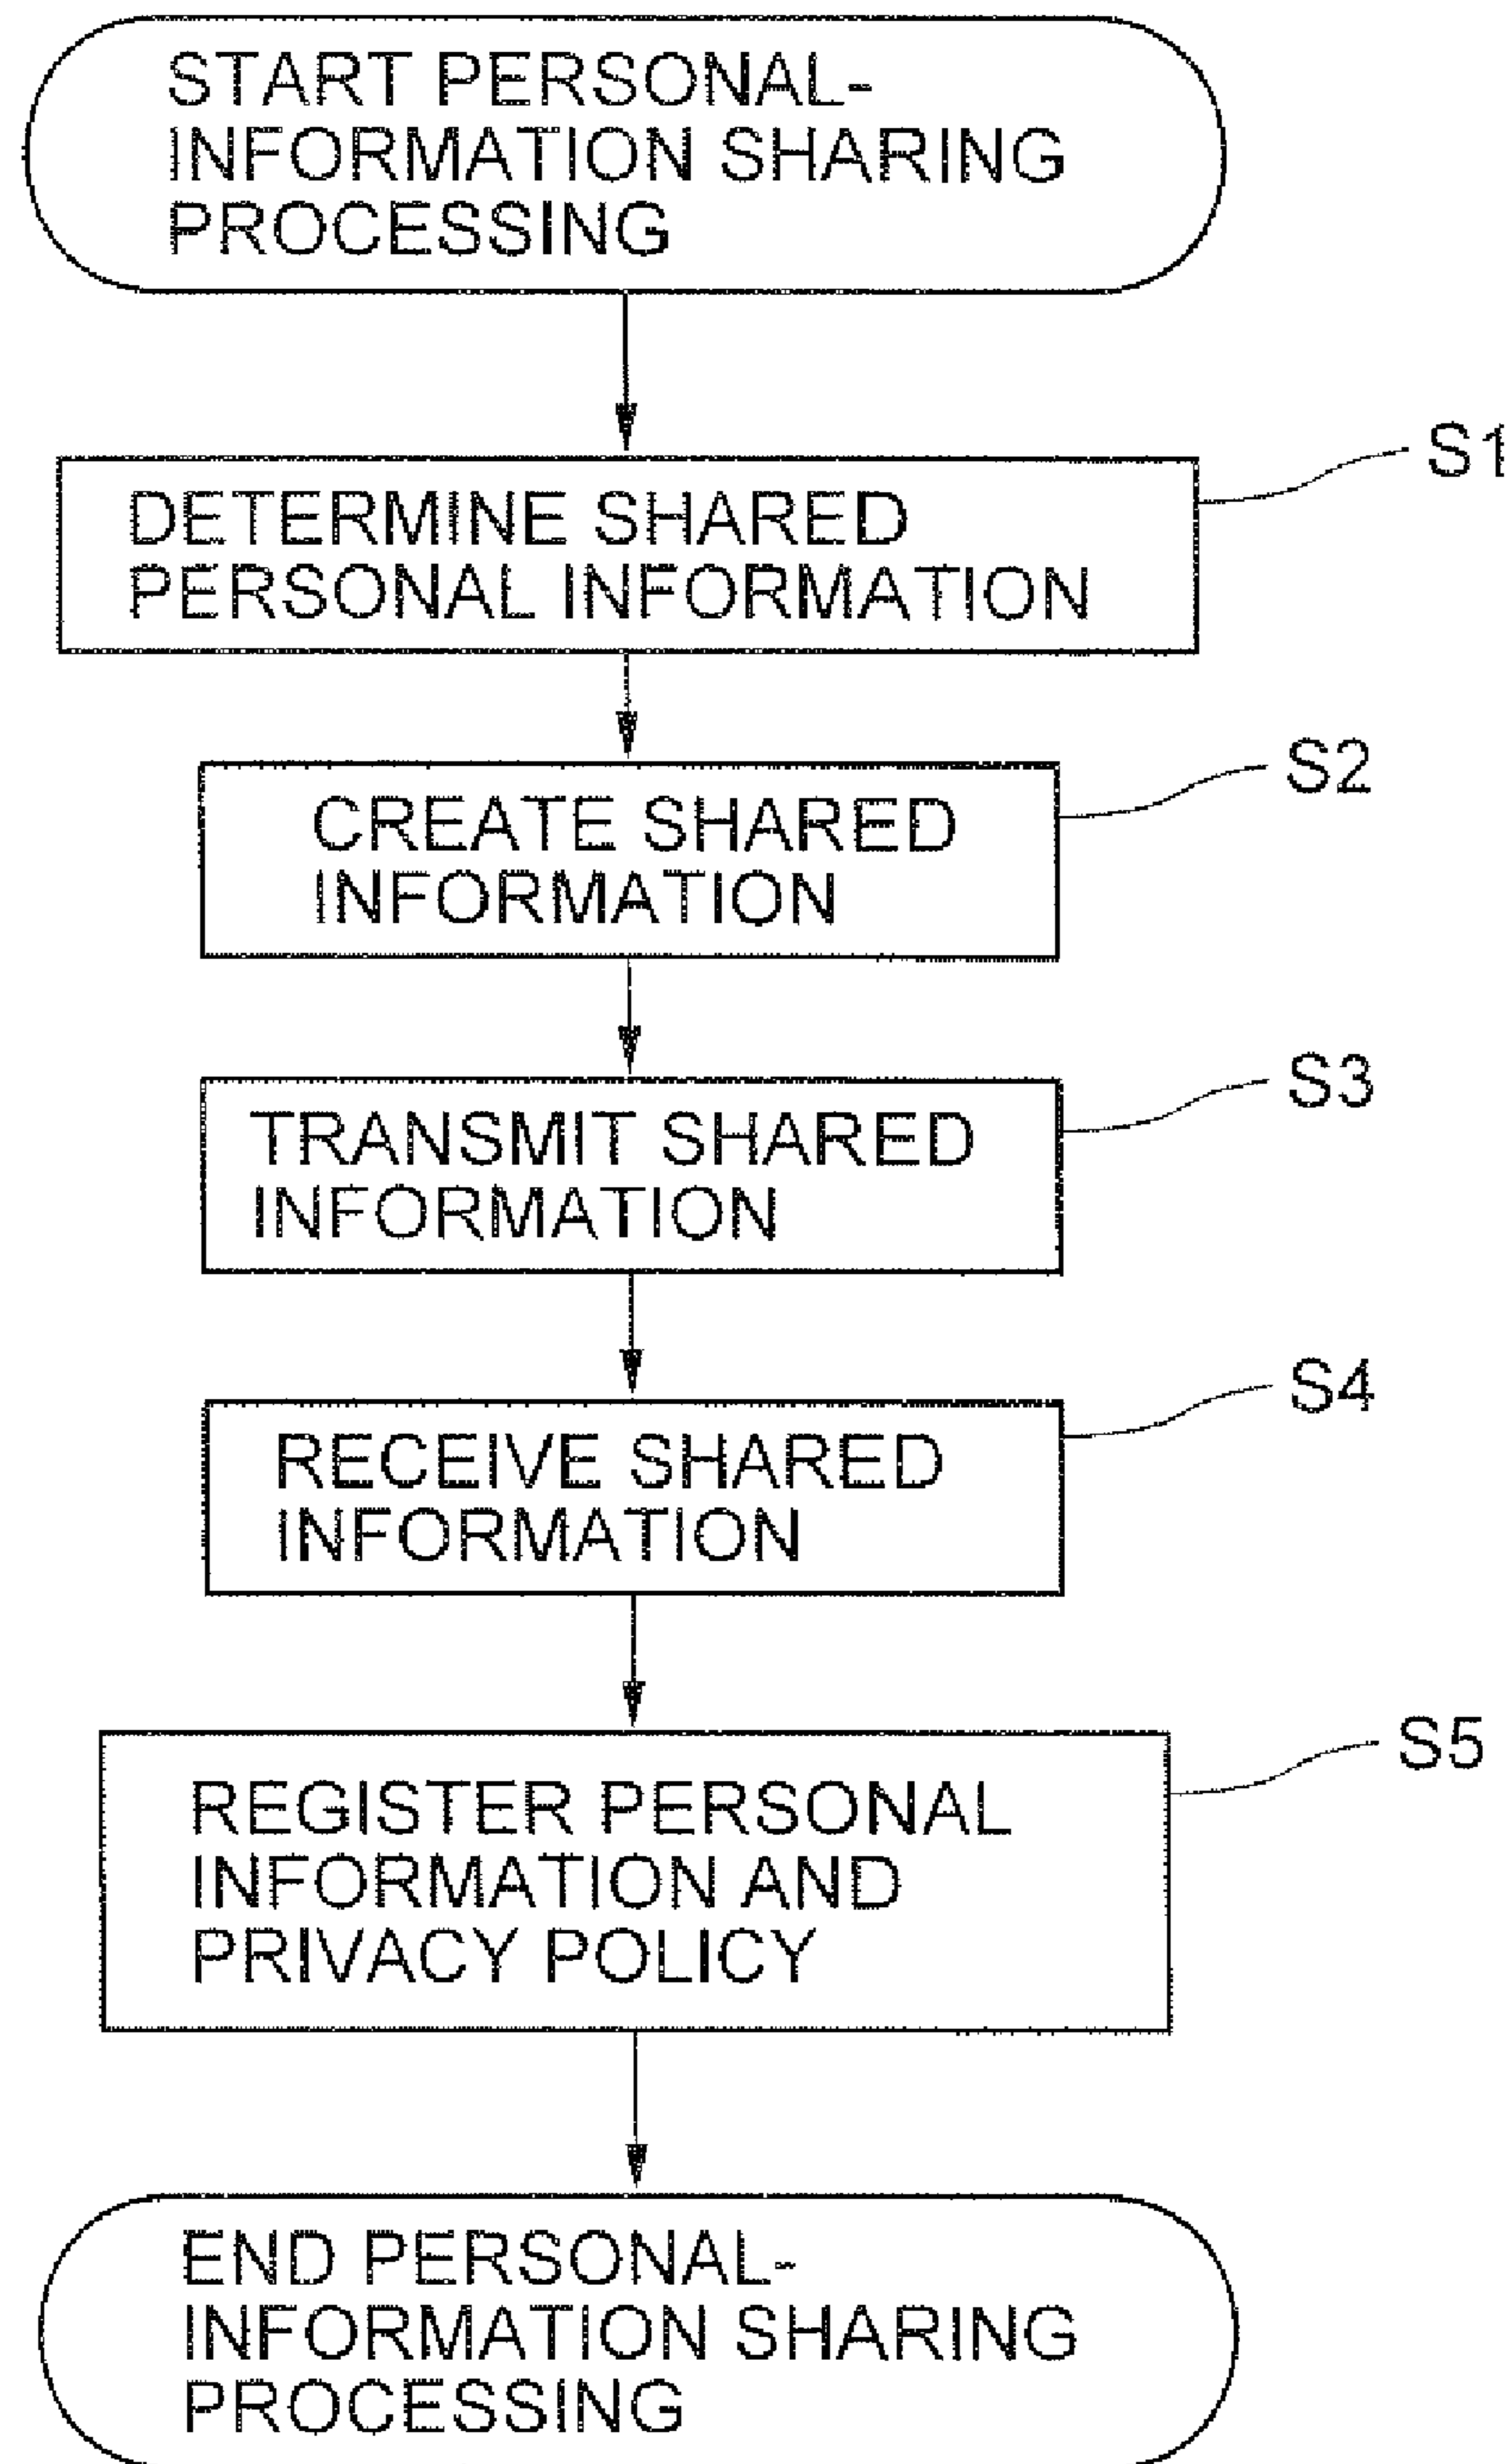 START PERSONAL-
INFORMATION SHARING
PROCESSING
S1
DETERMINE SHARED
PERSONAL INFORMATION
S2
CREATE SHARED
INFORMATION
S3
TRANSMIT SHARED
INFORMATION
S4
RECEIVE SHARED
INFORMATION
S5
REGISTER PERSONAL
INFORMATION AND
PRIVACY POLICY
END PERSONAL-
INFORMATION SHARING
PROCESSING